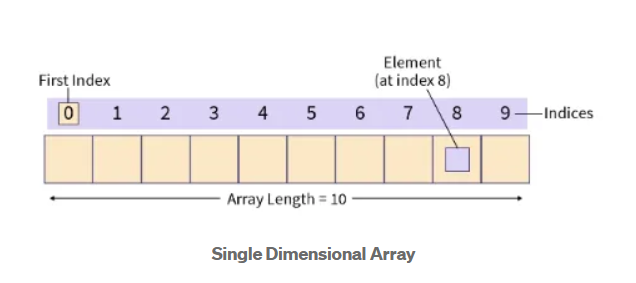 Element
First Index
(at index 8)
0 1 2 3 4 5 6 7 8 9 Indices
Array Length = 10
Single Dimensional Array